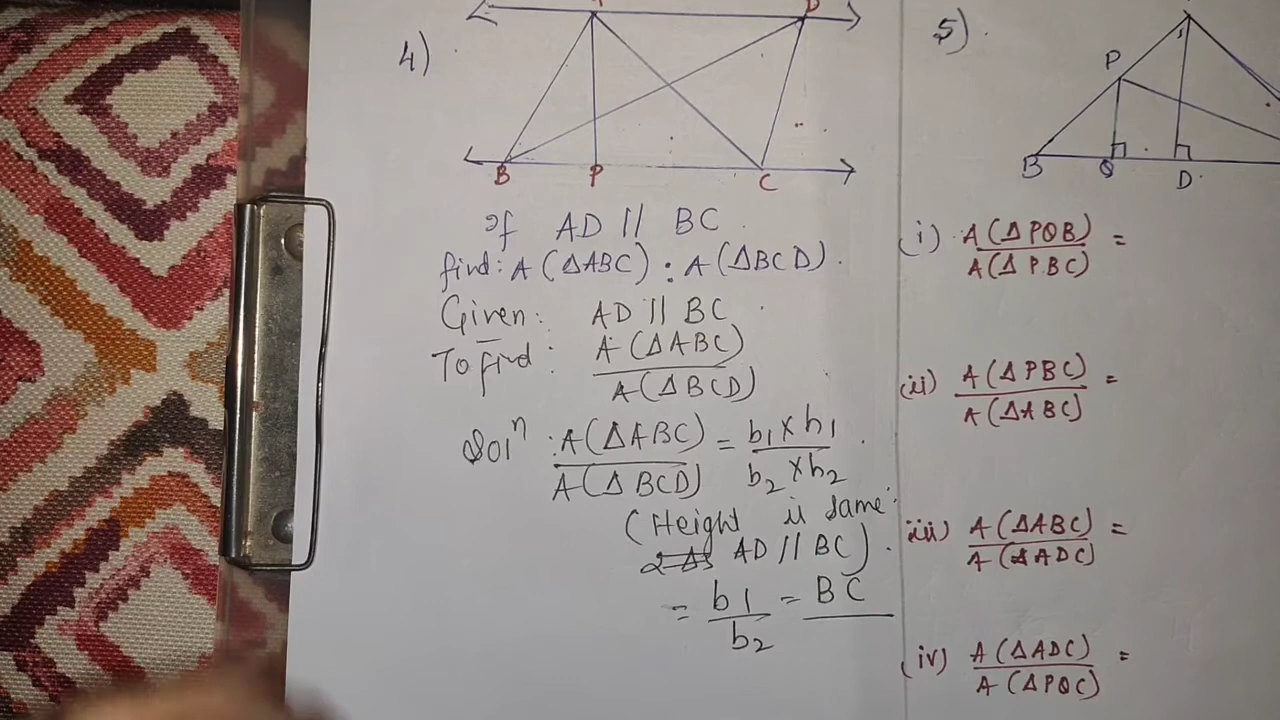 4)
D
B P C
If AD || BC.
find: A (ΔABC) : A (ΔBCD).
Given: AD || BC.
To find: A (ΔABC)
A (ΔBCD)
Solⁿ : A (ΔABC) = b₁ x h₁
A (ΔBCD) b₂ x h₂
(Height is same ∵
AD // BC).
= b1 = BC
b₂
5)
P
B Q D
(i) A (ΔPQB) =
A (ΔPBC)
(ii) A (ΔPBC) =
A (ΔABC)
iii) A (ΔABC) =
A (ΔADC)
(iv) A (ΔADC) =
A (ΔPQC)